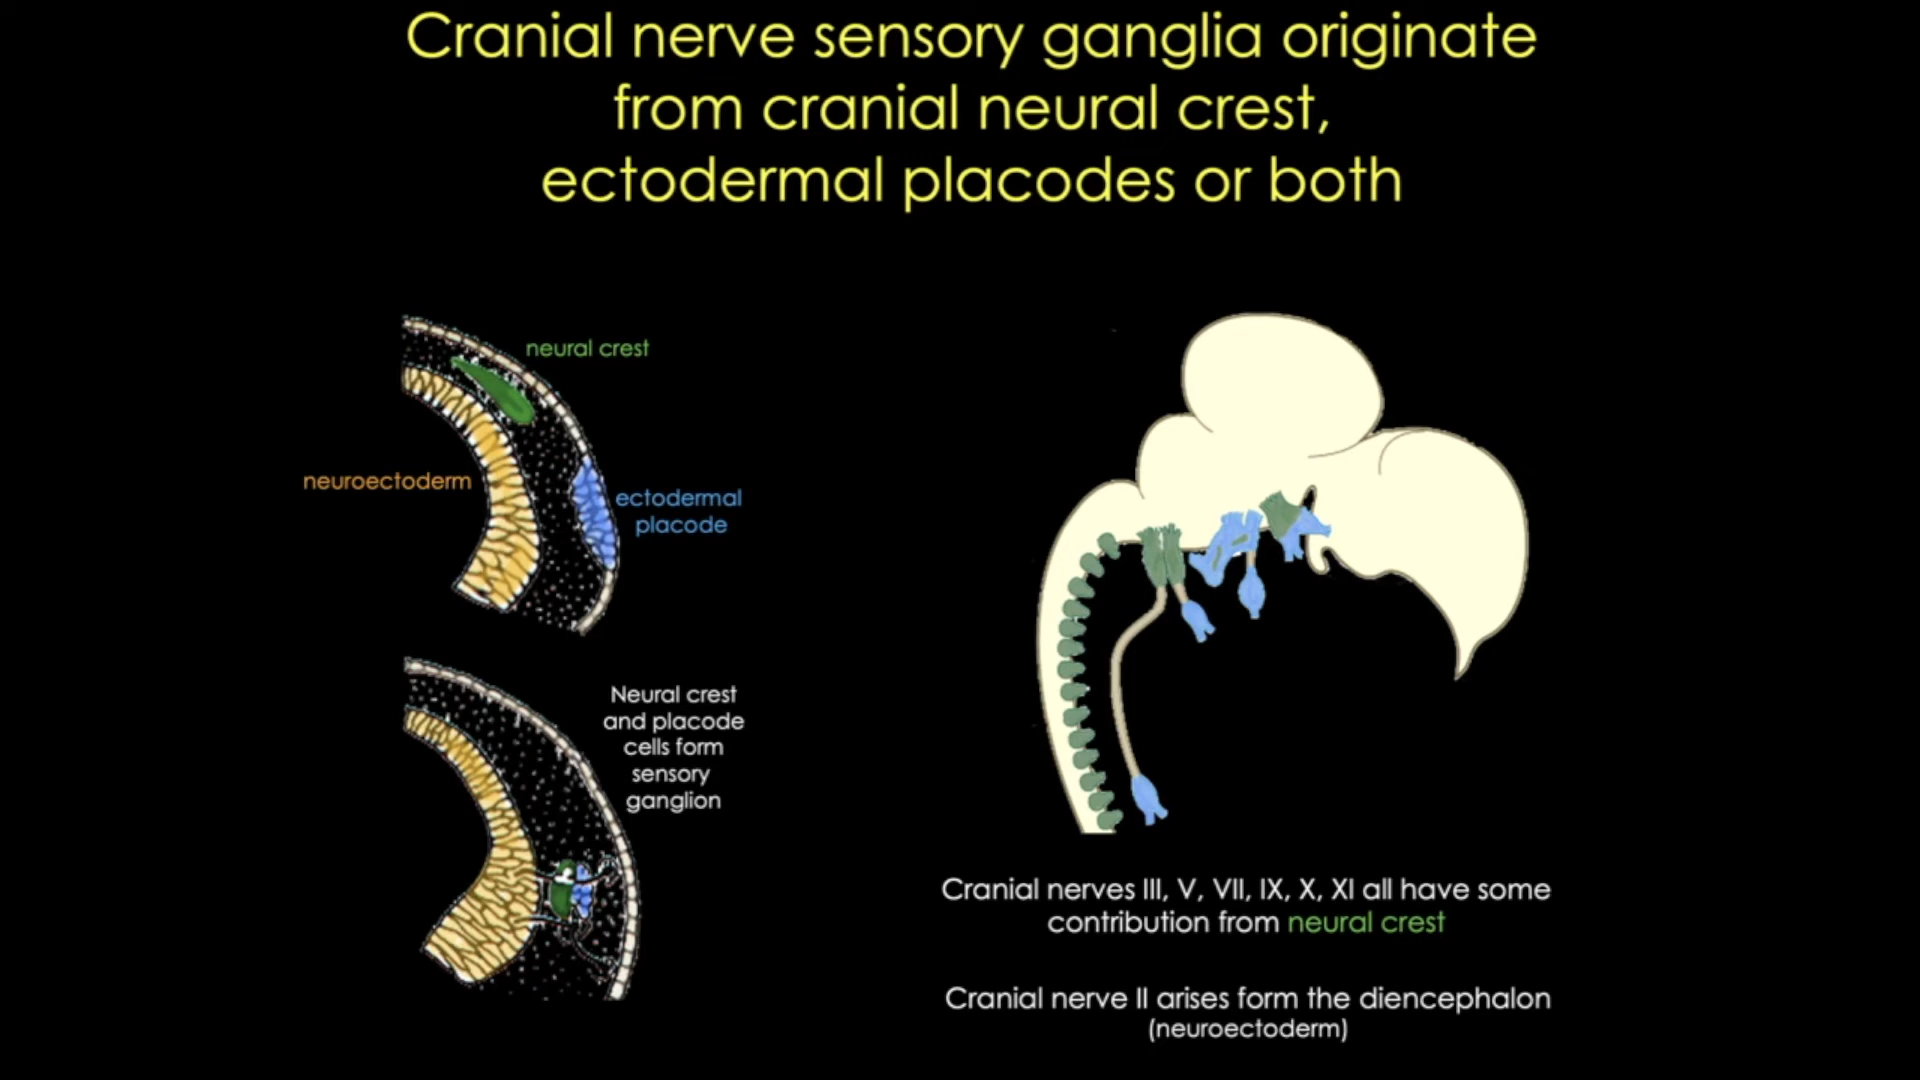 Cranial nerve sensory ganglia originate
from cranial neural crest,
ectodermal placodes or both
neural crest
neuroectoderm
ectodermal
placode
Neural crest
and placode
cells form
sensory
ganglion
Cranial nerves III, V, VII, IX, X, XI all have some
contribution from neural crest
Cranial nerve II arises form the diencephalon
(neuroectoderm)